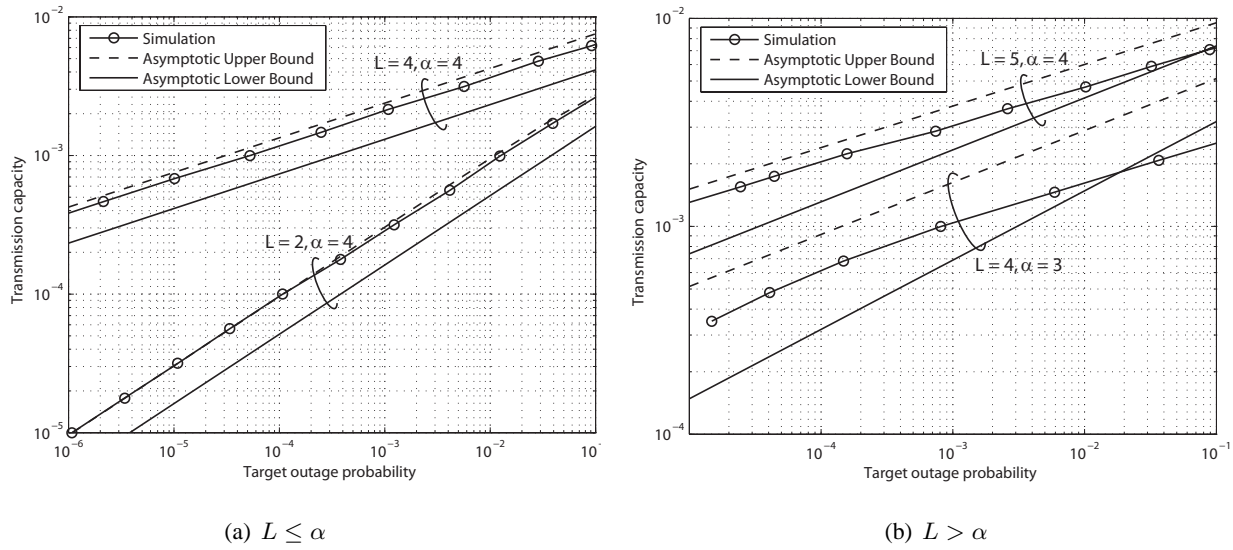 10⁻²
Simulation
Asymptotic Upper Bound
Asymptotic Lower Bound
L = 4, α = 4
10⁻³
L = 2, α = 4
10⁻⁴
10⁻⁵
Transmission capacity
10⁻⁶ 10⁻⁵ 10⁻⁴ 10⁻³ 10⁻² 10⁻¹
Target outage probability
(a) L ≤ α
10⁻²
Simulation
Asymptotic Upper Bound
Asymptotic Lower Bound
L = 5, α = 4
10⁻³
L = 4, α = 3
10⁻⁴
Transmission capacity
10⁻⁴ 10⁻³ 10⁻² 10⁻¹
Target outage probability
(b) L > α